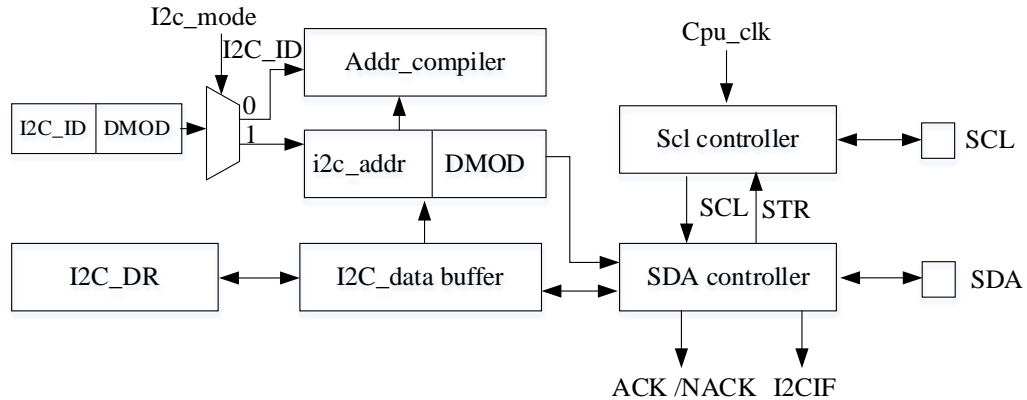 I2c_mode
I2C_ID
Addr_compiler
Cpu_clk
I2C_ID DMOD
0
1
i2c_addr DMOD
Scl controller
SCL
SCL STR
I2C_DR
I2C_data buffer
SDA controller
SDA
ACK /NACK I2CIF